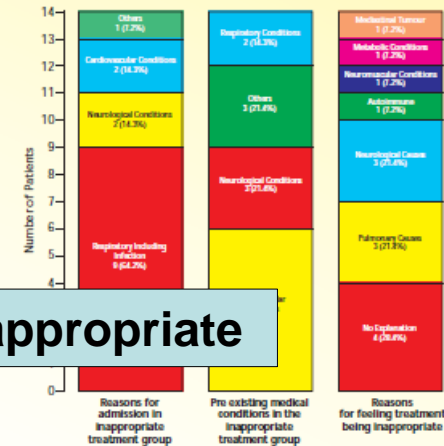 Number of Patients
14
13
12
11
10
9
8
7
6
5
4
0
Others
1 (7.2%)
Cardiovascular Conditions
2 (14.3%)
Neurological Conditions
2 (14.3%)
Respiratory Including
Infection
9 (64.2%)
Respiratory Conditions
2 (14.3%)
Others
3 (21.4%)
Neurological Conditions
3 (21.4%)
Mediastinal Tumour
1 (7.2%)
Metabolic Conditions
1 (7.2%)
Neuromuscular Conditions
1 (7.2%)
Autoimmune
1 (7.2%)
Neurological Causes
3 (21.4%)
Pulmonary Causes
3 (21.4%)
No Explanation
4 (28.4%)
appropriate
Reasons for
admission in
inappropriate
treatment group
Pre existing medical
conditions in the
inappropriate
treatment group
Reasons
for feeling treatment
being inappropriate